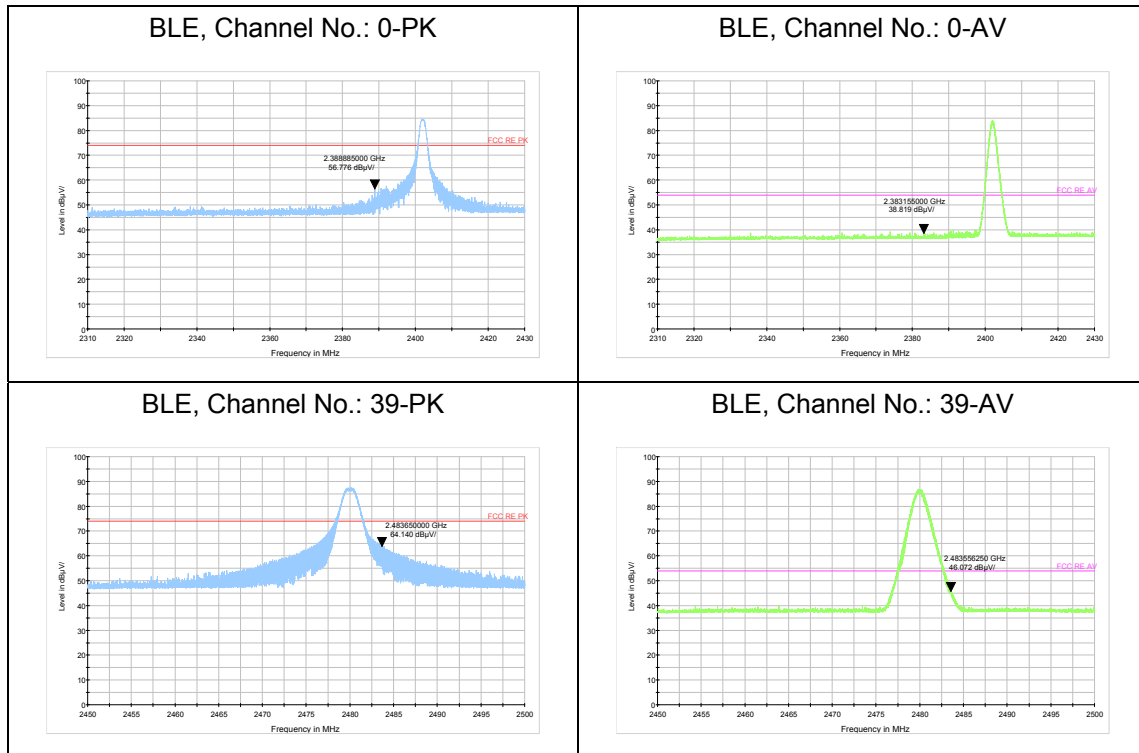 BLE, Channel No.: 0-PK
100
90
80
FCC RE PK
70
2.388885000 GHz
56.776 dBµV/
60
50
40
30
20
10
0
2310 2320 2330 2340 2350 2360 2370 2380 2390 2400 2410 2420 2430
Level in dBµV/
Frequency in MHz
BLE, Channel No.: 0-AV
100
90
80
70
60
FCC RE AV
2.383155000 GHz
38.819 dBµV/
50
40
30
20
10
0
2310 2320 2340 2360 2380 2400 2420 2430
Level in dBµV/
Frequency in MHz
BLE, Channel No.: 39-PK
100
90
80
FCC RE PK
70
2.483650000 GHz
64.140 dBµV/
60
50
40
30
20
10
0
2450 2455 2460 2465 2470 2475 2480 2485 2490 2495 2500
Level in dBµV/
Frequency in MHz
BLE, Channel No.: 39-AV
100
90
80
70
60
2.483556250 GHz
46.072 dBµV/
FCC RE AV
50
40
30
20
10
0
2450 2455 2460 2465 2470 2475 2480 2485 2490 2495 2500
Level in dBµV/
Frequency in MHz